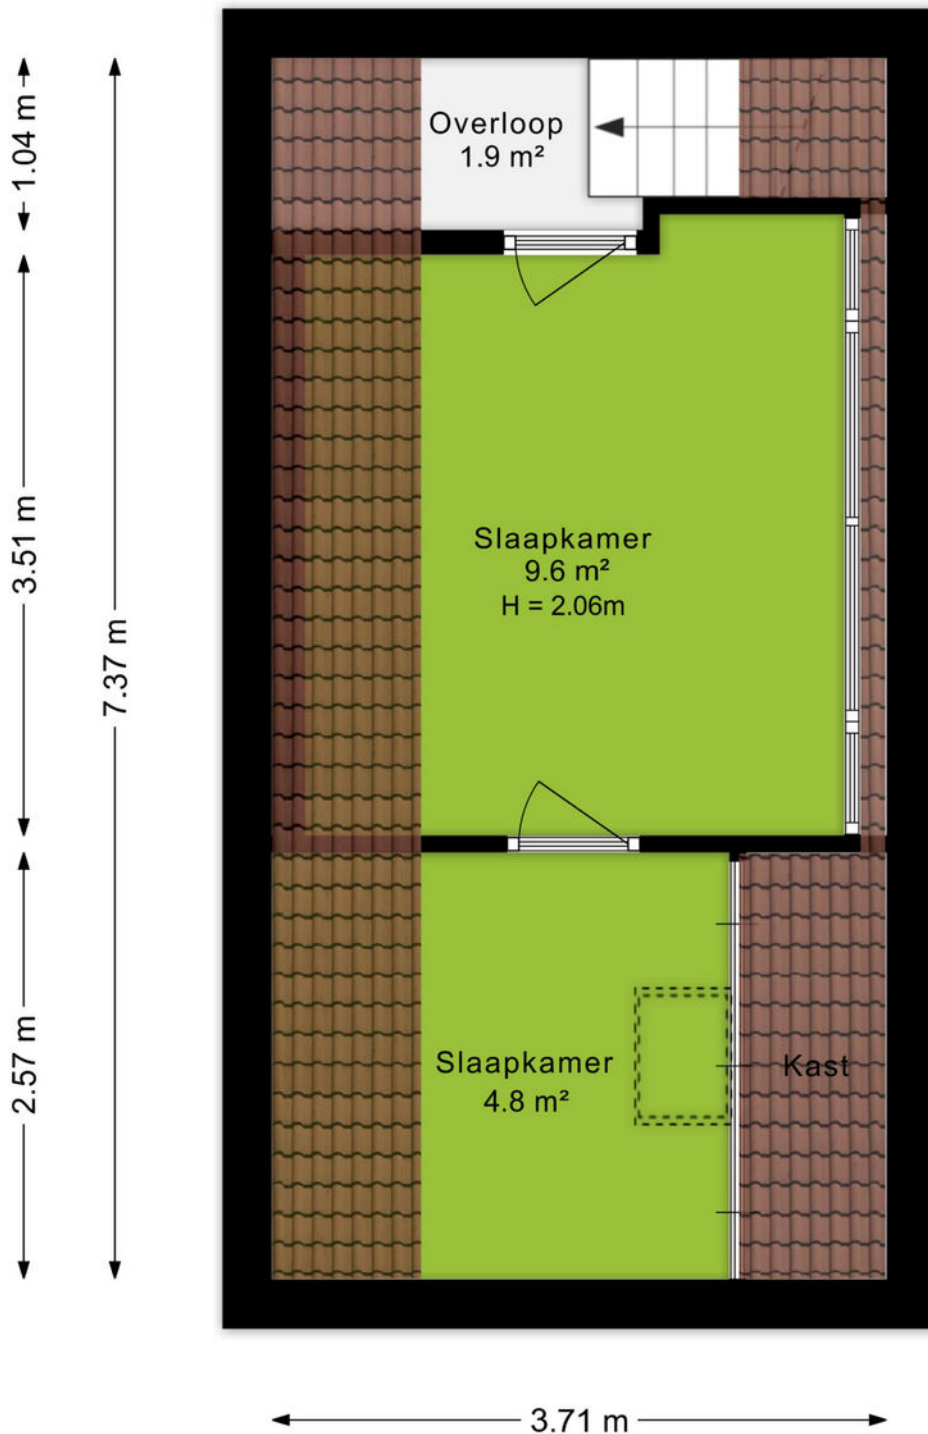 Overloop
1.9 m²
1.04 m
3.51 m
7.37 m
Slaapkamer
9.6 m²
H = 2.06m
2.57 m
Slaapkamer
4.8 m²
Kast
3.71 m